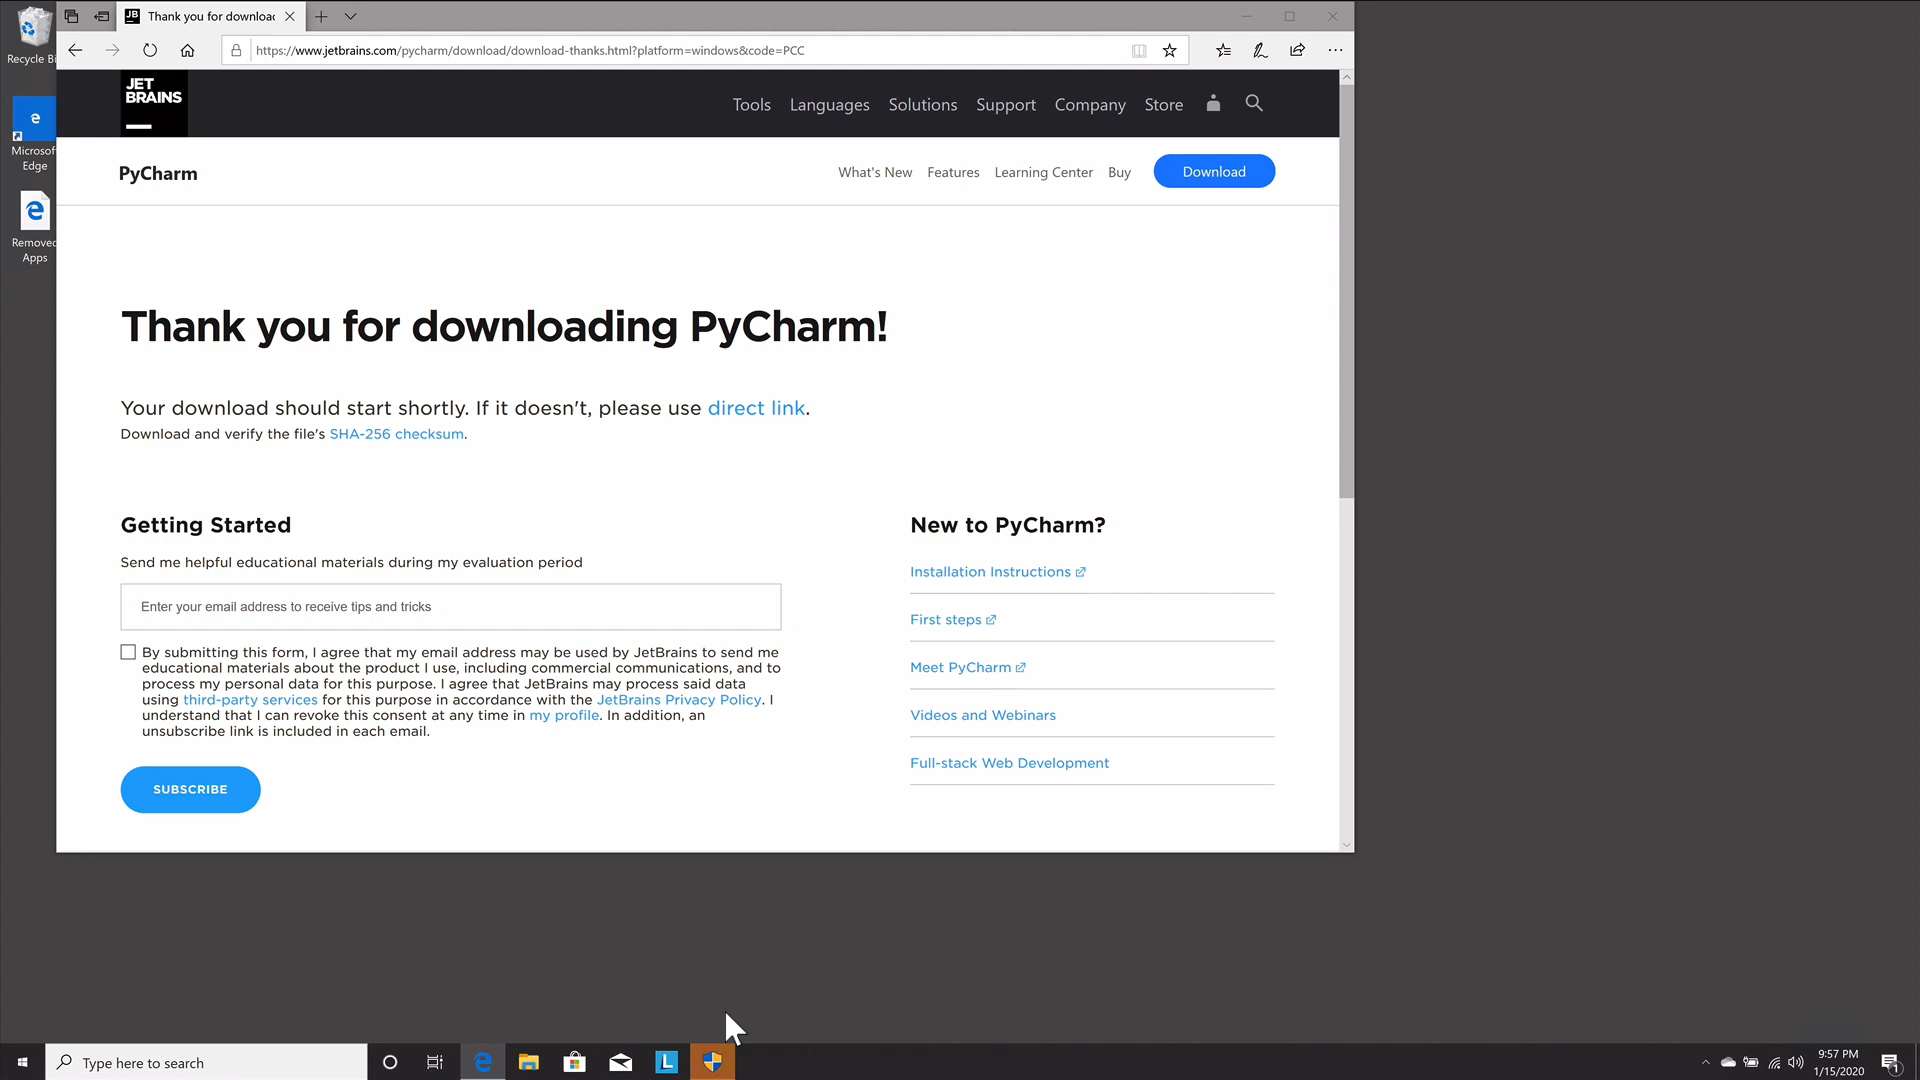 Recycle Bi
Microsof
Edge
Removed
Apps
JB
Thank you for downloac
https://www.jetbrains.com/pycharm/download/download-thanks.html?platform=windows&code=PCC
JET
BRAINS
Tools Languages Solutions Support Company Store
PyCharm
What's New Features Learning Center Buy Download
Thank you for downloading PyCharm!
Your download should start shortly. If it doesn't, please use direct link.
Download and verify the file's SHA-256 checksum.
Getting Started
Send me helpful educational materials during my evaluation period
Enter your email address to receive tips and tricks
By submitting this form, I agree that my email address may be used by JetBrains to send me
educational materials about the product I use, including commercial communications, and to
process my personal data for this purpose. I agree that JetBrains may process said data
using third-party services for this purpose in accordance with the JetBrains Privacy Policy. I
understand that I can revoke this consent at any time in my profile. In addition, an
unsubscribe link is included in each email.
SUBSCRIBE
New to PyCharm?
Installation Instructions
First steps
Meet PyCharm
Videos and Webinars
Full-stack Web Development
Type here to search
L
9:57 PM
1/15/2020
1